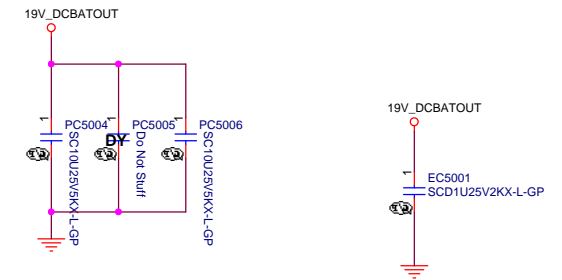 19V_DCBATOUT
1
PC5004
SC10U25V5KX-L-GP
1
PC5005
DY
Do Not Stuff
1
PC5006
SC10U25V5KX-L-GP
19V_DCBATOUT
1
EC5001
SCD1U25V2KX-L-GP